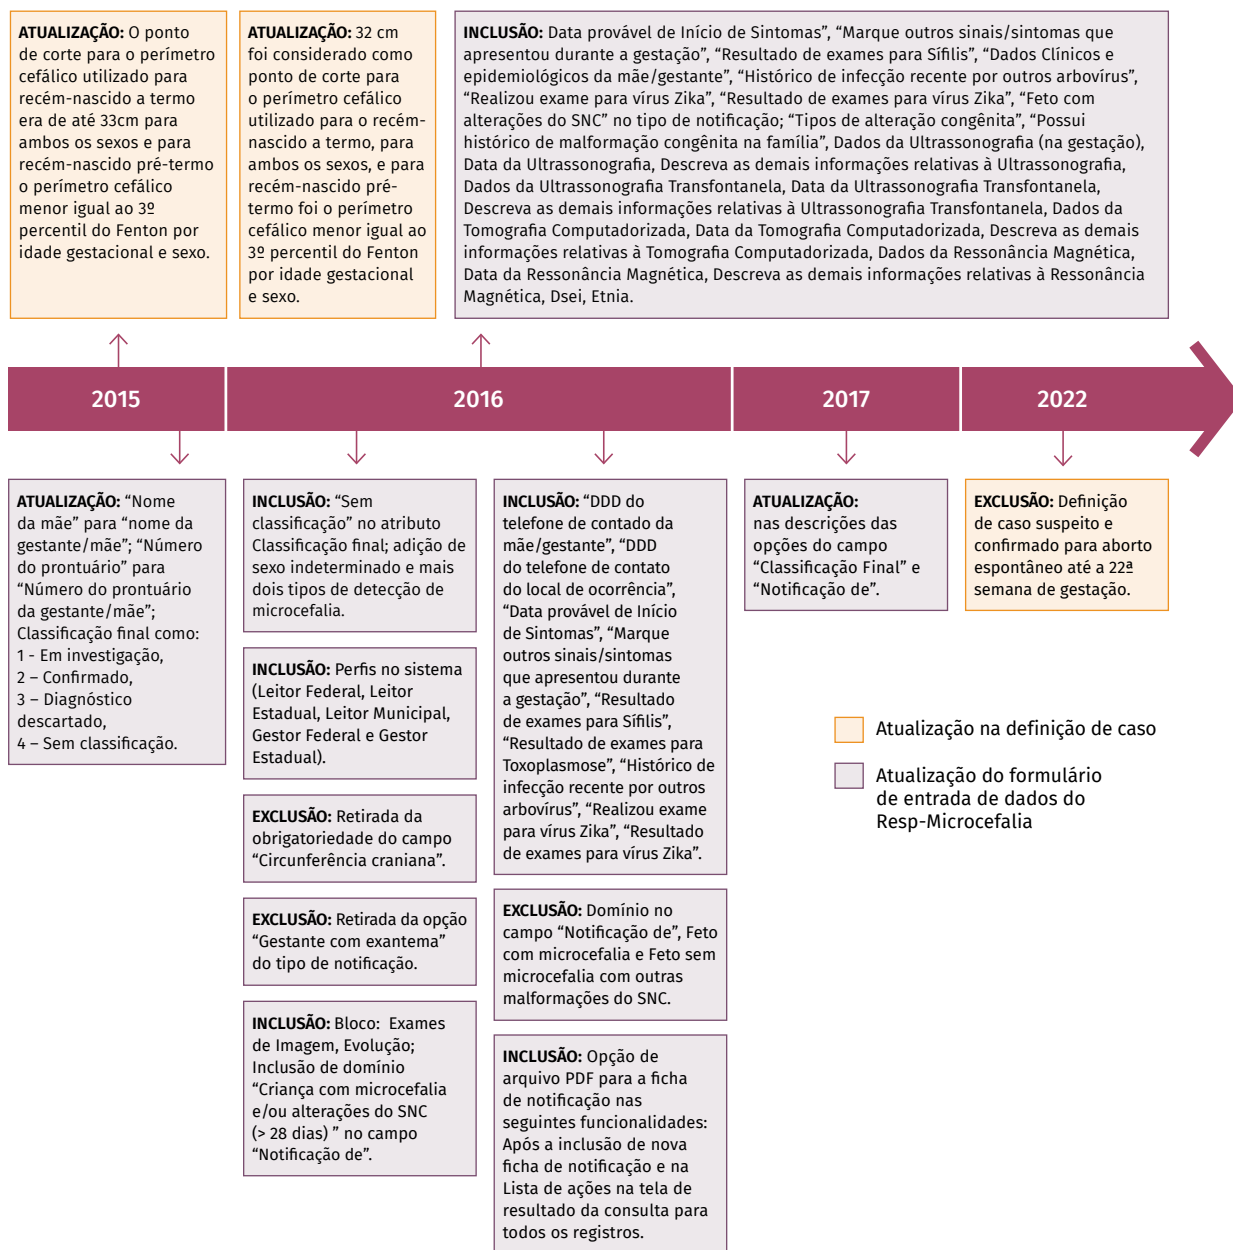 ATUALIZAÇÃO: O ponto
de corte para o perímetro
cefálico utilizado para
recém-nascido a termo
era de até 33cm para
ambos os sexos e para
recém-nascido pré-termo
o perímetro cefálico
menor igual ao 3º
percentil do Fenton por
idade gestacional e sexo.
ATUALIZAÇÃO: 32 cm
foi considerado como
ponto de corte para
o perímetro cefálico
utilizado para o recém-
nascido a termo, para
ambos os sexos, e para
recém-nascido pré-
termo foi o perímetro
cefálico menor igual ao
3º percentil do Fenton
por idade gestacional
e sexo.
INCLUSÃO: Data provável de Início de Sintomas”, “Marque outros sinais/sintomas que
apresentou durante a gestação”, “Resultado de exames para Sífilis”, “Dados Clínicos e
epidemiológicos da mãe/gestante”, “Histórico de infecção recente por outros arbovírus”,
“Realizou exame para vírus Zika”, “Resultado de exames para vírus Zika”, “Feto com
alterações do SNC” no tipo de notificação; “Tipos de alteração congênita”, “Possui
histórico de malformação congênita na família”, Dados da Ultrassonografia (na gestação),
Data da Ultrassonografia, Descreva as demais informações relativas à Ultrassonografia,
Dados da Ultrassonografia Transfontanela, Data da Ultrassonografia Transfontanela,
Descreva as demais informações relativas à Ultrassonografia Transfontanela, Dados da
Tomografia Computadorizada, Data da Tomografia Computadorizada, Descreva as demais
informações relativas à Tomografia Computadorizada, Dados da Ressonância Magnética,
Data da Ressonância Magnética, Descreva as demais informações relativas à Ressonância
Magnética, Dsei, Etnia.
2015
2016
2017
2022
ATUALIZAÇÃO: “Nome
da mãe” para “nome da
gestante/mãe”; “Número
do prontuário” para
“Número do prontuário
da gestante/mãe”;
Classificação final como:
1 - Em investigação,
2 – Confirmado,
3 – Diagnóstico
descartado,
4 – Sem classificação.
INCLUSÃO: “Sem
classificação” no atributo
Classificação final; adição de
sexo indeterminado e mais
dois tipos de detecção de
microcefalia.
INCLUSÃO: Perfis no sistema
(Leitor Federal, Leitor
Estadual, Leitor Municipal,
Gestor Federal e Gestor
Estadual).
EXCLUSÃO: Retirada da
obrigatoriedade do campo
“Circunferência craniana”.
EXCLUSÃO: Retirada da opção
“Gestante com exantema”
do tipo de notificação.
INCLUSÃO: Bloco: Exames
de Imagem, Evolução;
Inclusão de domínio
“Criança com microcefalia
e/ou alterações do SNC
(> 28 dias) ” no campo
“Notificação de”.
INCLUSÃO: “DDD do
telefone de contado da
mãe/gestante”, “DDD
do telefone de contato
do local de ocorrência”,
“Data provável de Início
de Sintomas”, “Marque
outros sinais/sintomas
que apresentou durante
a gestação”, “Resultado
de exames para Sífilis”,
“Resultado de exames para
Toxoplasmose”, “Histórico de
infecção recente por outros
arbovírus”, “Realizou exame
para vírus Zika”, “Resultado
de exames para vírus Zika”.
EXCLUSÃO: Domínio no
campo “Notificação de”, Feto
com microcefalia e Feto sem
microcefalia com outras
malformações do SNC.
INCLUSÃO: Opção de
arquivo PDF para a ficha
de notificação nas
seguintes funcionalidades:
Após a inclusão de nova
ficha de notificação e na
Lista de ações na tela de
resultado da consulta para
todos os registros.
ATUALIZAÇÃO:
nas descrições das
opções do campo
“Classificação Final” e
“Notificação de”.
EXCLUSÃO: Definição
de caso suspeito e
confirmado para aborto
espontâneo até a 22ª
semana de gestação.
Atualização na definição de caso
Atualização do formulário
de entrada de dados do
Resp-Microcefalia